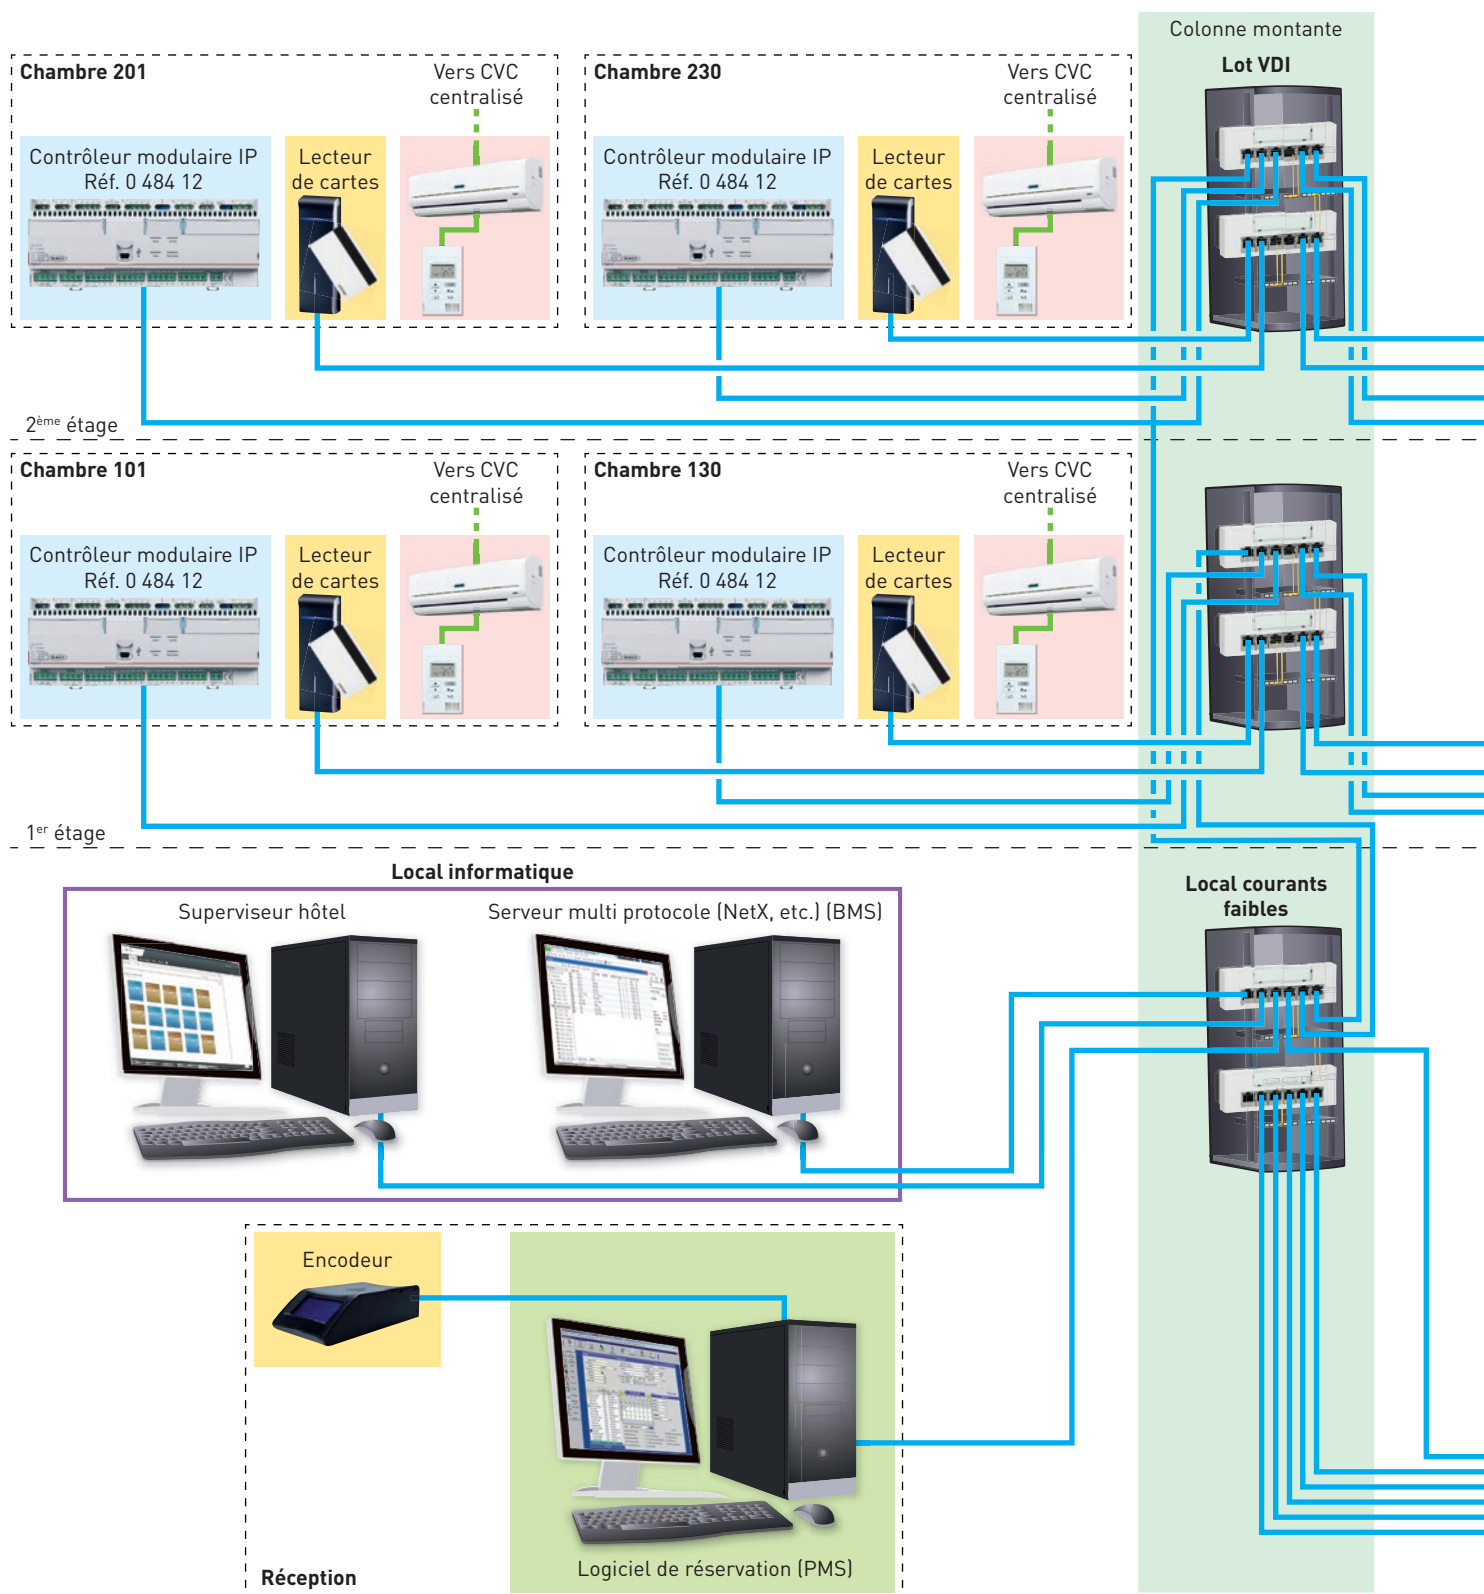 Colonne montante
Lot VDI
Chambre 201
Vers CVC
centralisé
Contrôleur modulaire IP
Réf. 0 484 12
Lecteur
de cartes
Chambre 230
Vers CVC
centralisé
Contrôleur modulaire IP
Réf. 0 484 12
Lecteur
de cartes
2ème étage
Chambre 101
Vers CVC
centralisé
Contrôleur modulaire IP
Réf. 0 484 12
Lecteur
de cartes
Chambre 130
Vers CVC
centralisé
Contrôleur modulaire IP
Réf. 0 484 12
Lecteur
de cartes
1er étage
Local informatique
Superviseur hôtel
Serveur multi protocole (NetX, etc.) (BMS)
Local courants
faibles
Encodeur
Logiciel de réservation (PMS)
Réception